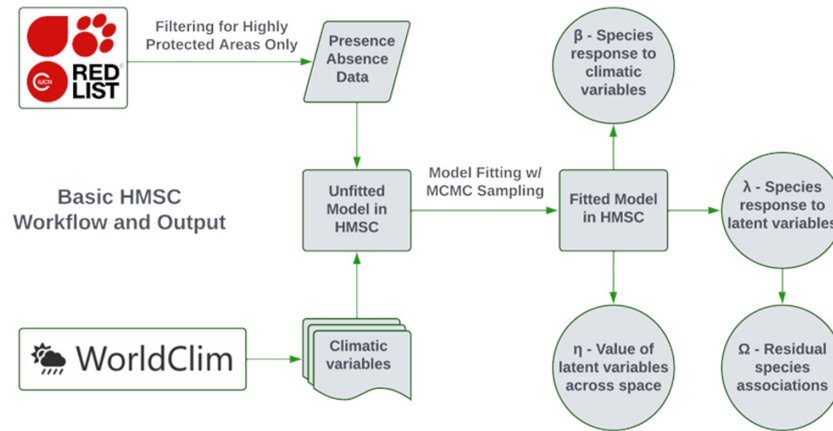 Filtering for Highly
Protected Areas Only
IUCN
RED
LIST
Presence
Absence
Data
β - Species
response to
climatic
variables
Basic HMSC
Workflow and Output
Unfitted
Model in
HMSC
Model Fitting w/
MCMC Sampling
Fitted Model
in HMSC
λ - Species
response to
latent variables
WorldClim
Climatic
variables
η - Value of
latent variables
across space
Ω - Residual
species
associations